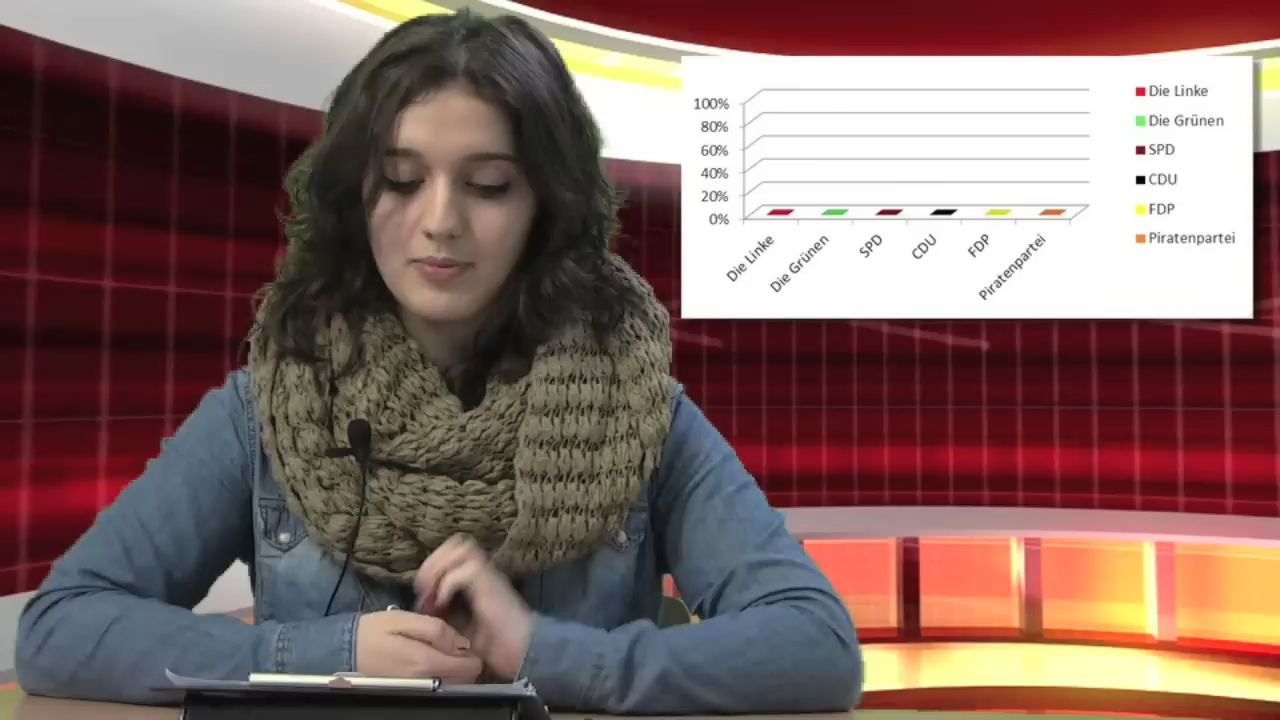 100%
80%
60%
40%
20%
0%
Die Linke
Die Grünen
SPD
CDU
FDP
Piratenpartei
Die Linke
Die Grünen
SPD
CDU
FDP
Piratenpartei